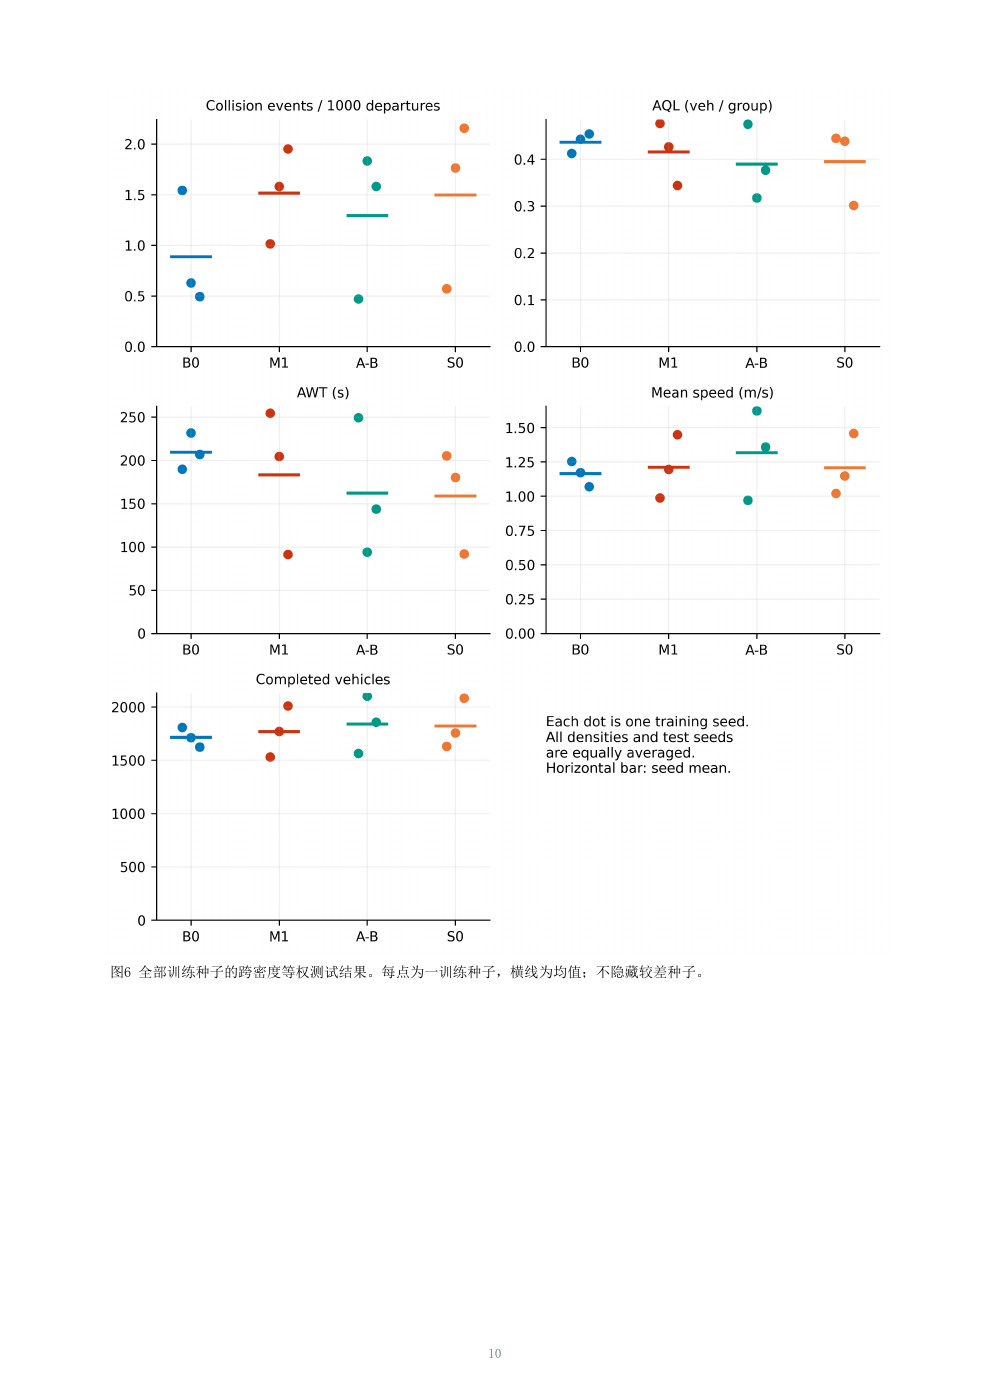 Collision events / 1000 departures
2.0
1.5
1.0
0.5
0.0
B0 M1 A-B S0
AQL (veh / group)
0.4
0.3
0.2
0.1
0.0
B0 M1 A-B S0
AWT (s)
250
200
150
100
50
0
B0 M1 A-B S0
Mean speed (m/s)
1.50
1.25
1.00
0.75
0.50
0.25
0.00
B0 M1 A-B S0
Completed vehicles
2000
1500
1000
500
0
B0 M1 A-B S0
Each dot is one training seed.
All densities and test seeds
are equally averaged.
Horizontal bar: seed mean.
图6 全部训练种子的跨密度等权测试结果。每点为一训练种子，横线为均值；不隐藏较差种子。
10